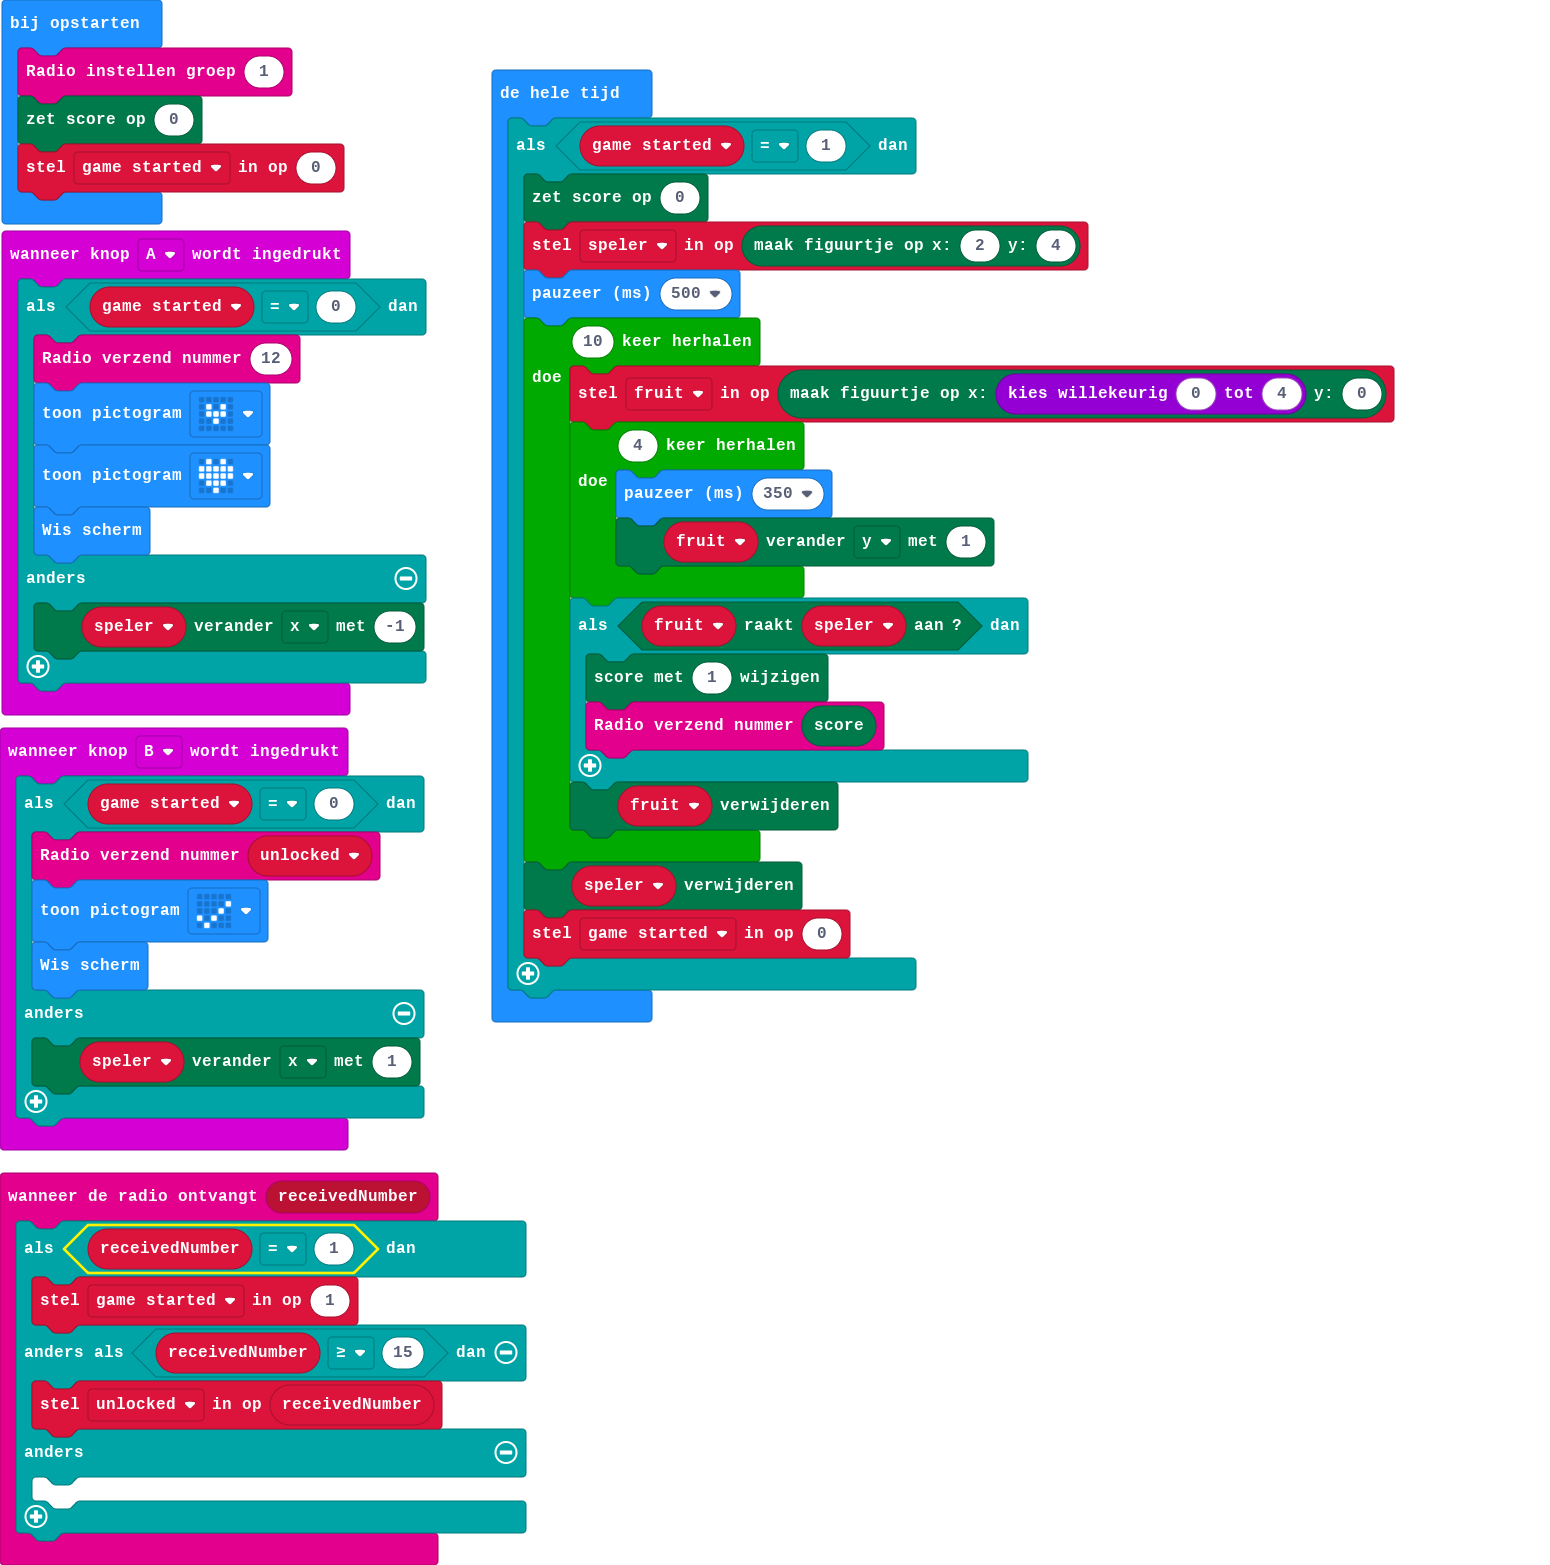 bij opstarten
Radio instellen groep 1
zet score op 0
stel game started in op 0
wanneer knop A wordt ingedrukt
als game started = 0 dan
Radio verzend nummer 12
toon pictogram
toon pictogram
Wis scherm
anders
speler verander x met -1
wanneer knop B wordt ingedrukt
als game started = 0 dan
Radio verzend nummer unlocked
toon pictogram
Wis scherm
anders
speler verander x met 1
wanneer de radio ontvangt receivedNumber
als receivedNumber = 1 dan
stel game started in op 1
anders als receivedNumber ≥ 15 dan
stel unlocked in op receivedNumber
anders
de hele tijd
als game started = 1 dan
zet score op 0
stel speler in op maak figuurtje op x: 2 y: 4
pauzeer (ms) 500
10 keer herhalen
doe
stel fruit in op maak figuurtje op x: kies willekeurig 0 tot 4 y: 0
4 keer herhalen
doe
pauzeer (ms) 350
fruit verander y met 1
als fruit raakt speler aan ? dan
score met 1 wijzigen
Radio verzend nummer score
fruit verwijderen
speler verwijderen
stel game started in op 0